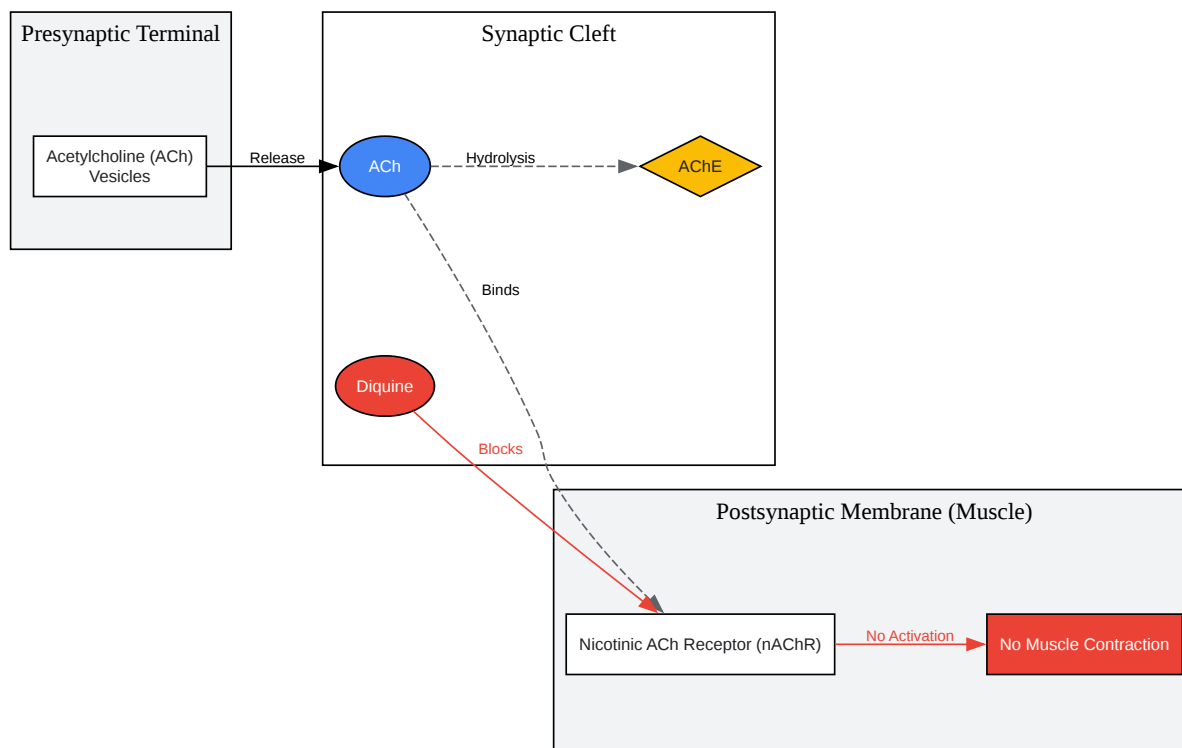 Presynaptic Terminal
Synaptic Cleft
Acetylcholine (ACh)
Vesicles
Release
ACh
Hydrolysis
AChE
Binds
Diquine
Blocks
Postsynaptic Membrane (Muscle)
Nicotinic ACh Receptor (nAChR)
No Activation
No Muscle Contraction